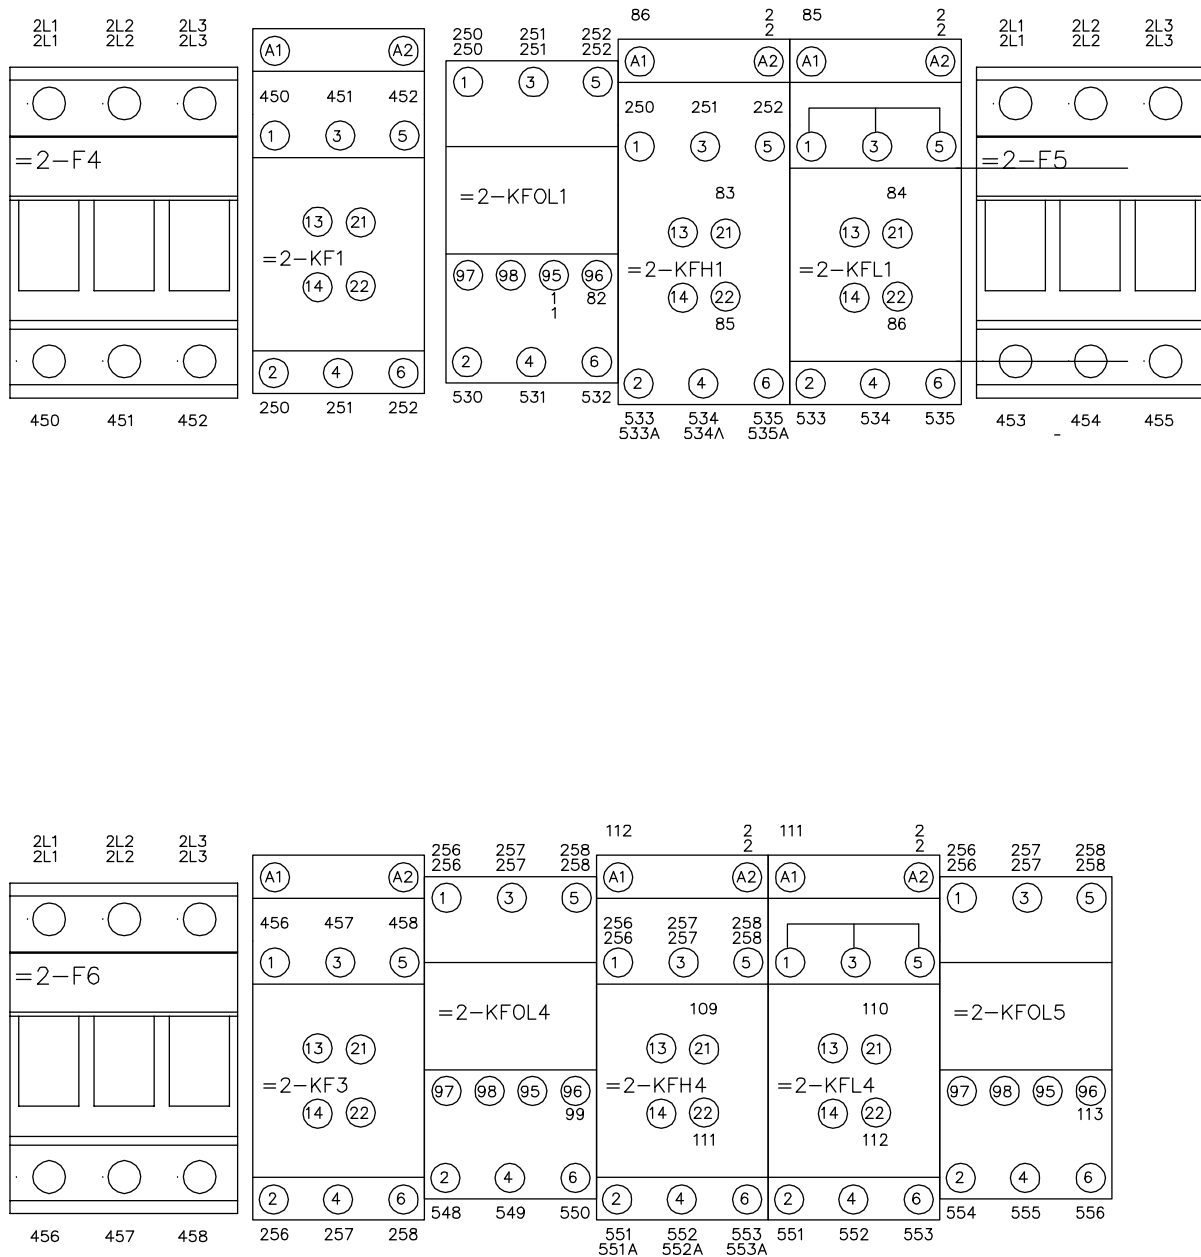 86 2 85 2
2L1 2L2 2L3 250 251 252 2 2 2L1 2L2 2L3
2L1 2L2 2L3 250 251 252 2L1 2L2 2L3
A1 A2 A1 A2 A1 A2
1 3 5
450 451 452 250 251 252
1 3 5 1 3 5 1 3 5
=2-F4 =2-F5
=2-KFOL1 83 84
13 21 13 21 13 21
=2-KF1 =2-KFH1 =2-KFL1
97 98 95 96
14 22 14 22 14 22
1 82
1 85 86
2 4 6 2 4 6
2 4 6 2 4 6
530 531 532
250 251 252
450 451 452 533 534 535 533 534 535 453 454 455
533A 534A 535A
112 2 111 2
2L1 2L2 2L3 256 257 258 2 2 256 257 258
2L1 2L2 2L3 256 257 258 256 257 258
A1 A2 A1 A2 A1 A2
1 3 5 1 3 5
456 457 458 256 257 258
256 257 258
1 3 5 1 3 5 1 3 5
=2-F6
=2-KFOL4 109 110 =2-KFOL5
13 21 13 21 13 21
=2-KF3 =2-KFH4 =2-KFL4
97 98 95 96 97 98 95 96
14 22 14 22 14 22
99 113
111 112
2 4 6 2 4 6
2 4 6 2 4 6 2 4 6
548 549 550 554 555 556
456 457 458 256 257 258 551 552 553 551 552 553
551A 552A 553A